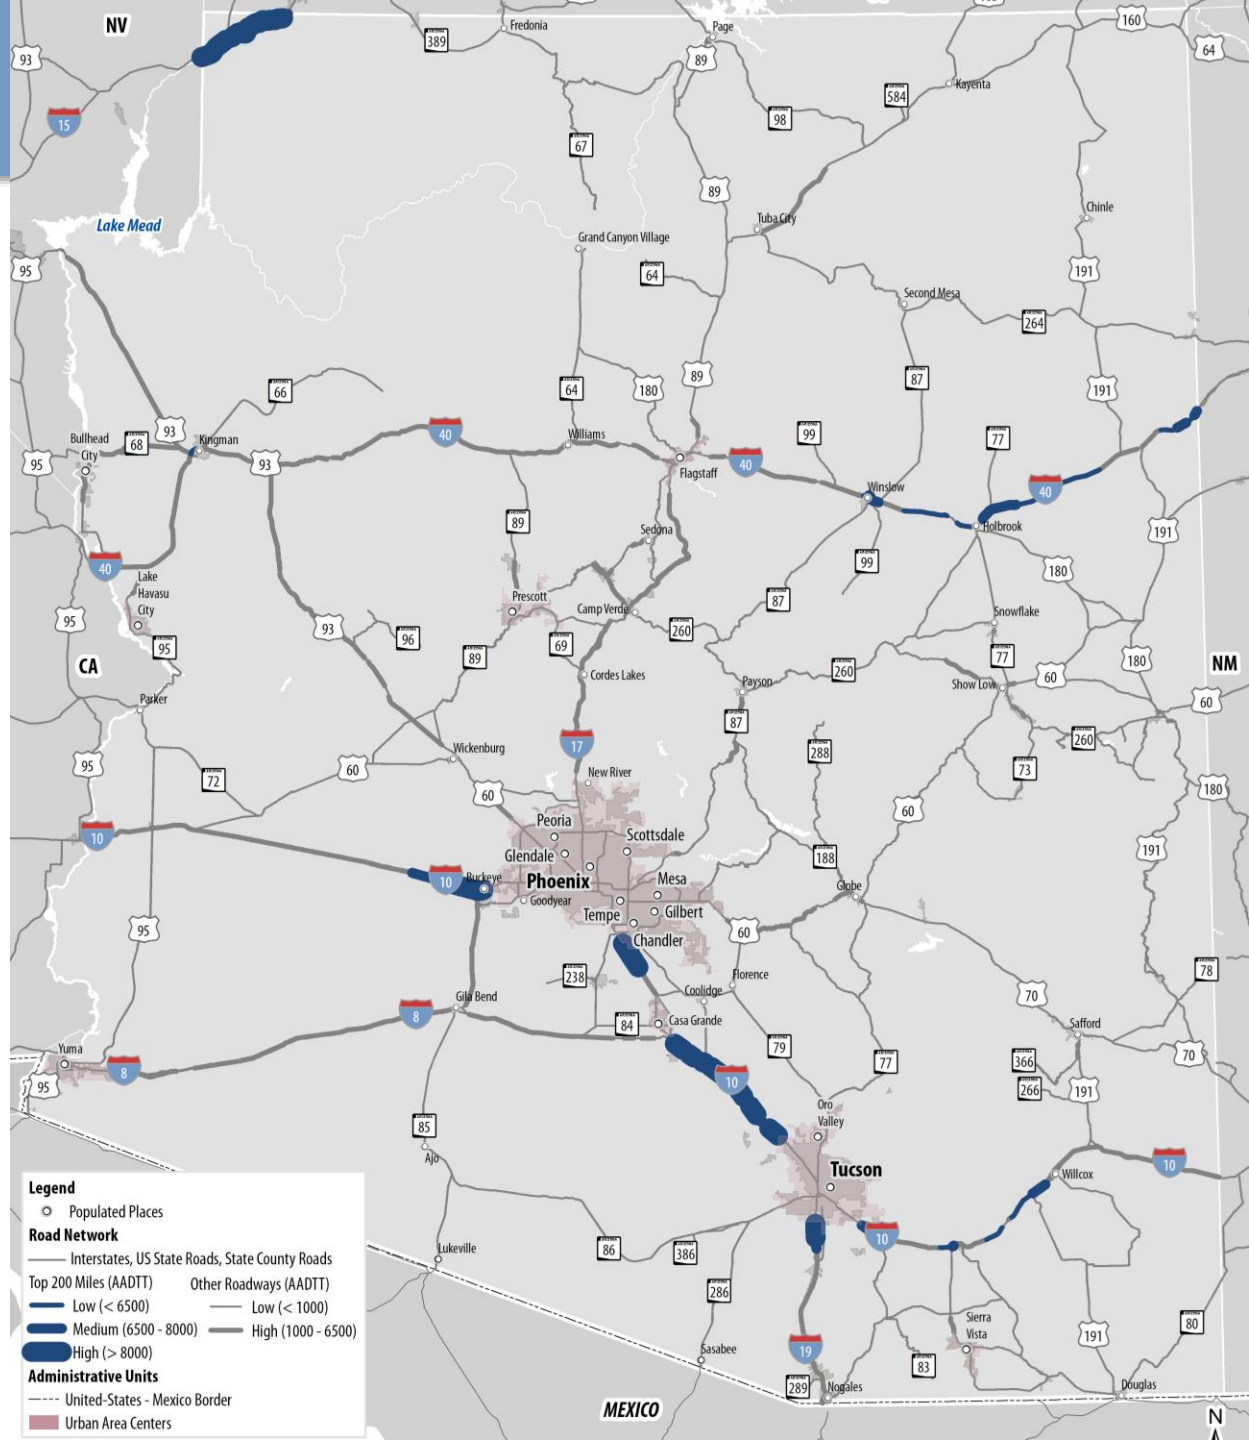 NV
Fredonia
Page
389
160
93
89
64
15
584
Kayenta
98
67
89
Chinle
Lake Mead
Tuba City
Grand Canyon Village
95
64
191
Second Mesa
264
89
87
66
64
180
191
93
Bullhead
City
68
Kingman
40
Williams
99
77
95
93
Flagstaff
40
Winslow
40
89
Holbrook
Sedona
191
40
99
180
Lake
Havasu
City
Prescott
Camp Verde
87
95
93
96
260
Snowflake
95
69
89
77
180
CA
NM
260
60
Cordes Lakes
Payson
Show Low
Parker
87
60
17
288
260
Wickenburg
95
60
72
New River
73
180
60
60
Peoria
Scottsdale
10
Glendale
188
191
10
Buckeye
Phoenix
Mesa
Globe
Goodyear
Tempe
Gilbert
95
60
Chandler
238
Florence
78
Coolidge
70
Gila Bend
8
84
Casa Grande
Safford
Yuma
79
70
366
77
8
10
95
266
191
Oro
Valley
85
Ajo
10
Tucson
Willcox
Legend
Populated Places
Road Network
Interstates, US State Roads, State County Roads
Top 200 Miles (AADTT)
Other Roadways (AADTT)
Low (< 6500)
Low (< 1000)
Medium (6500 - 8000)
High (1000 - 6500)
High (> 8000)
Administrative Units
United-States - Mexico Border
Urban Area Centers
Lukeville
86
386
10
286
Sierra
Vista
80
191
19
Sasabee
83
289
Nogales
Douglas
MEXICO
N